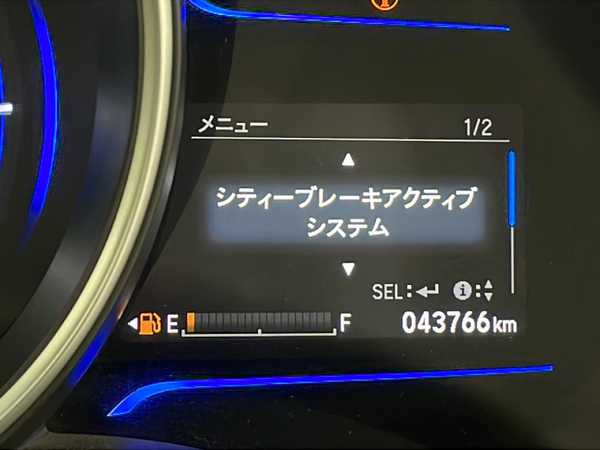 メニュー 1/2
シティーブレーキアクティブ
システム
SEL: i:
E F 043766km